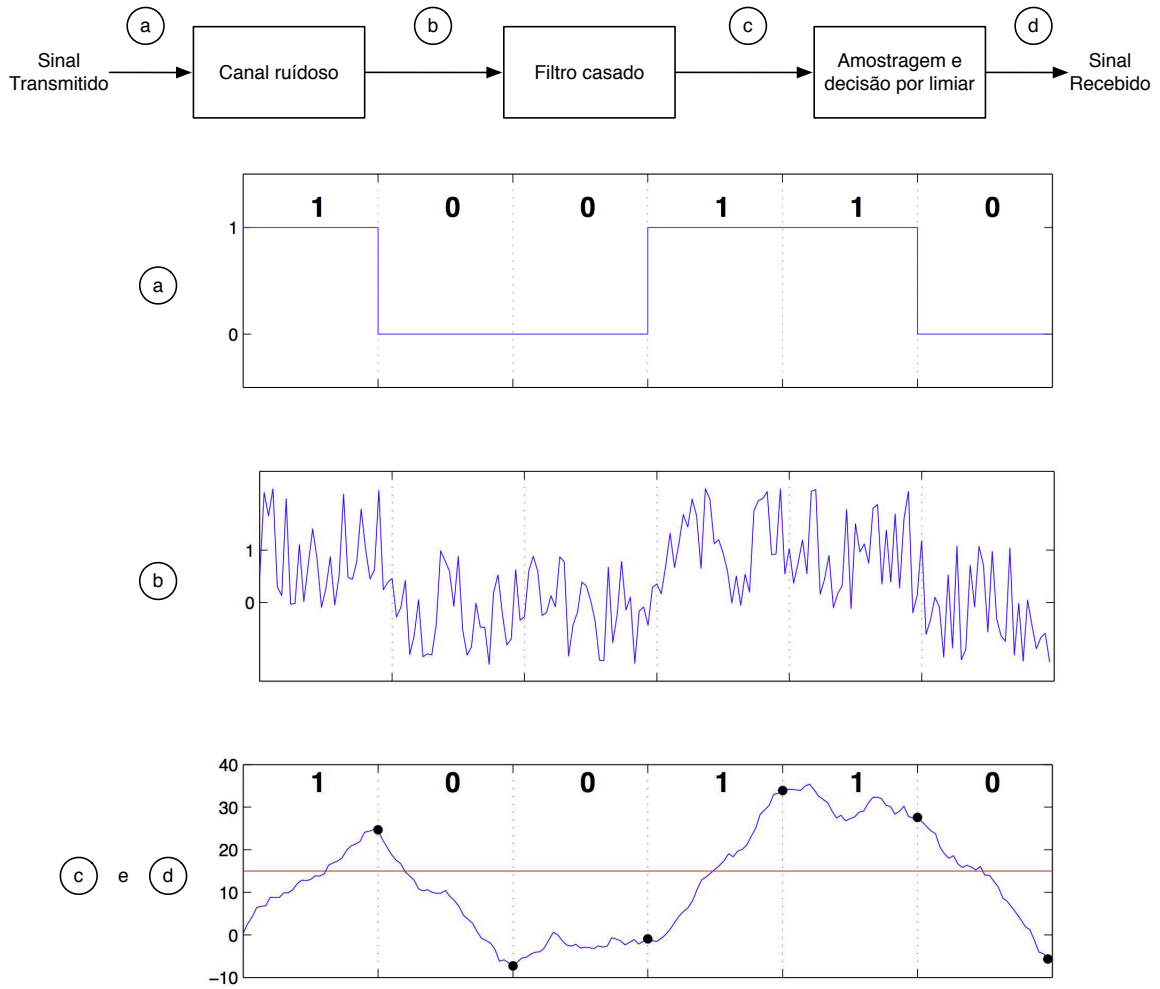 a b c d
Sinal
Transmitido
Canal ruídoso
Filtro casado
Amostragem e
decisão por limiar
Sinal
Recebido
1 0 0 1 1 0
1
a
0
1
b
0
40
1 0 0 1 1 0
30
20
c e d
10
0
−10